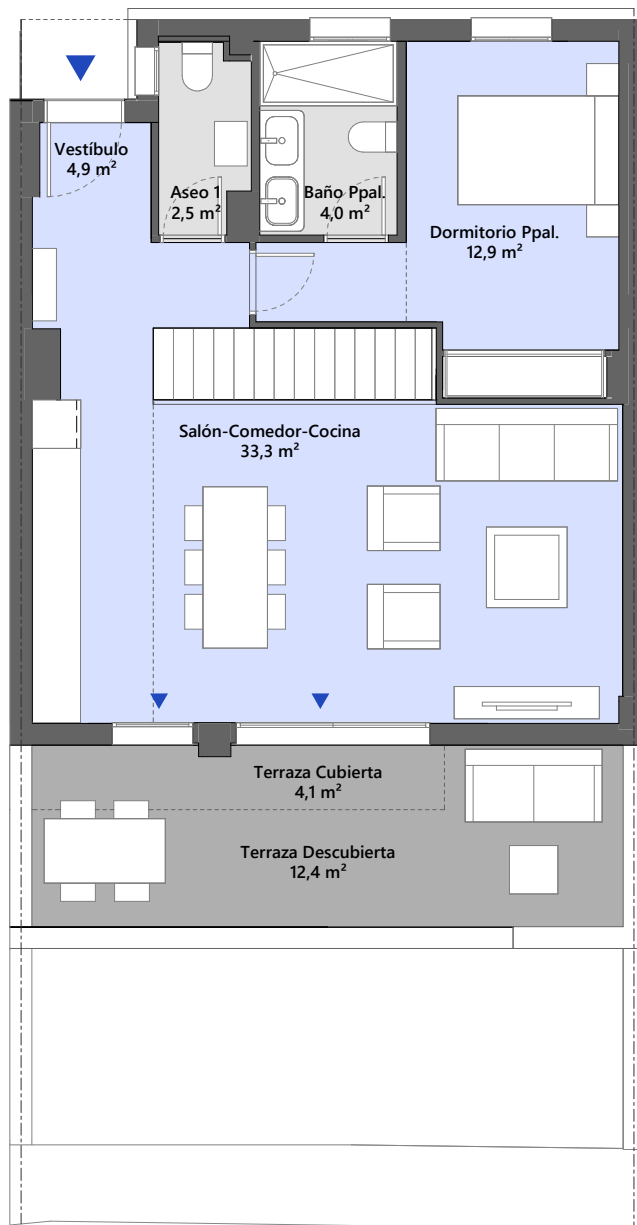 Vestíbulo
4,9 m²
Aseo 1
2,5 m²
Baño Ppal.
4,0 m²
Dormitorio Ppal.
12,9 m²
Salón-Comedor-Cocina
33,3 m²
Terraza Cubierta
4,1 m²
Terraza Descubierta
12,4 m²